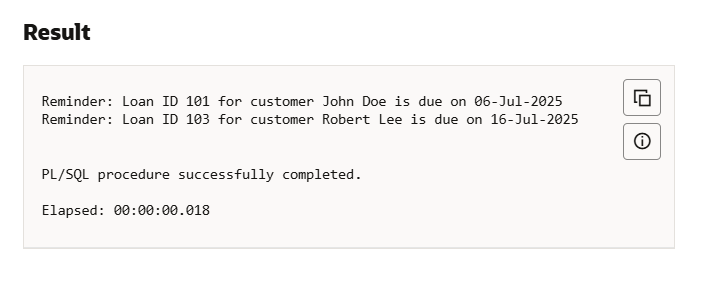 Result
Reminder: Loan ID 101 for customer John Doe is due on 06-Jul-2025
Reminder: Loan ID 103 for customer Robert Lee is due on 16-Jul-2025
PL/SQL procedure successfully completed.
Elapsed: 00:00:00.018